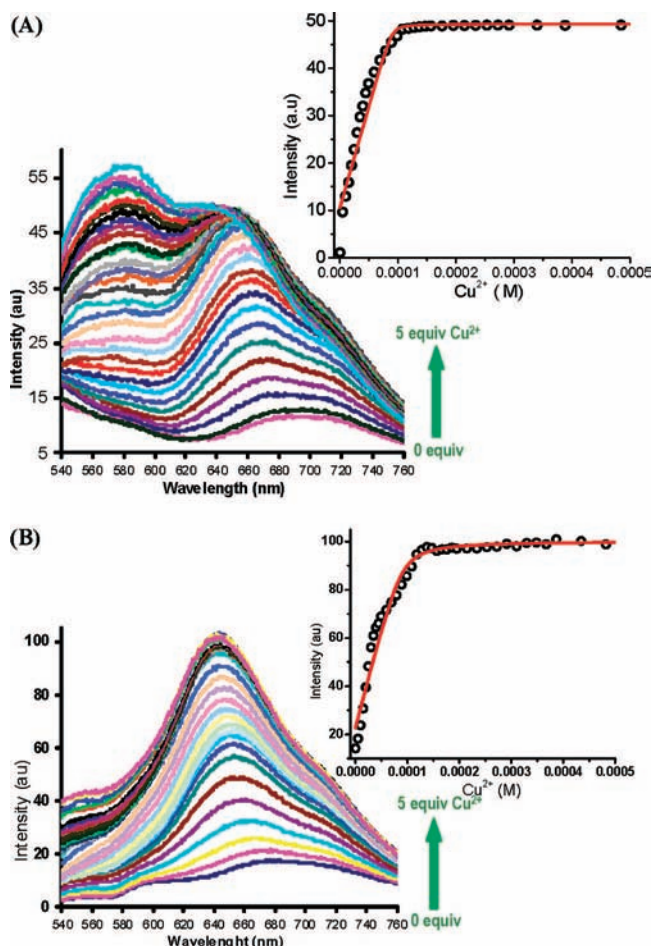 (A)
50
40
30
20
10
0
Intensity (a.u)
0.0000 0.0001 0.0002 0.0003 0.0004 0.0005
Cu2+ (M)
55
45
35
25
15
5
Intensity (au)
540 560 580 600 620 640 660 680 700 720 740 760
Wavelength (nm)
5 equiv Cu2+
0 equiv
(B)
100
80
60
40
20
Intensity (au)
0.0000 0.0001 0.0002 0.0003 0.0004 0.0005
Cu2+ (M)
100
80
60
40
20
0
Intensity (au)
540 560 580 600 620 640 660 680 700 720 740 760
Wavelenght (nm)
5 equiv Cu2+
0 equiv